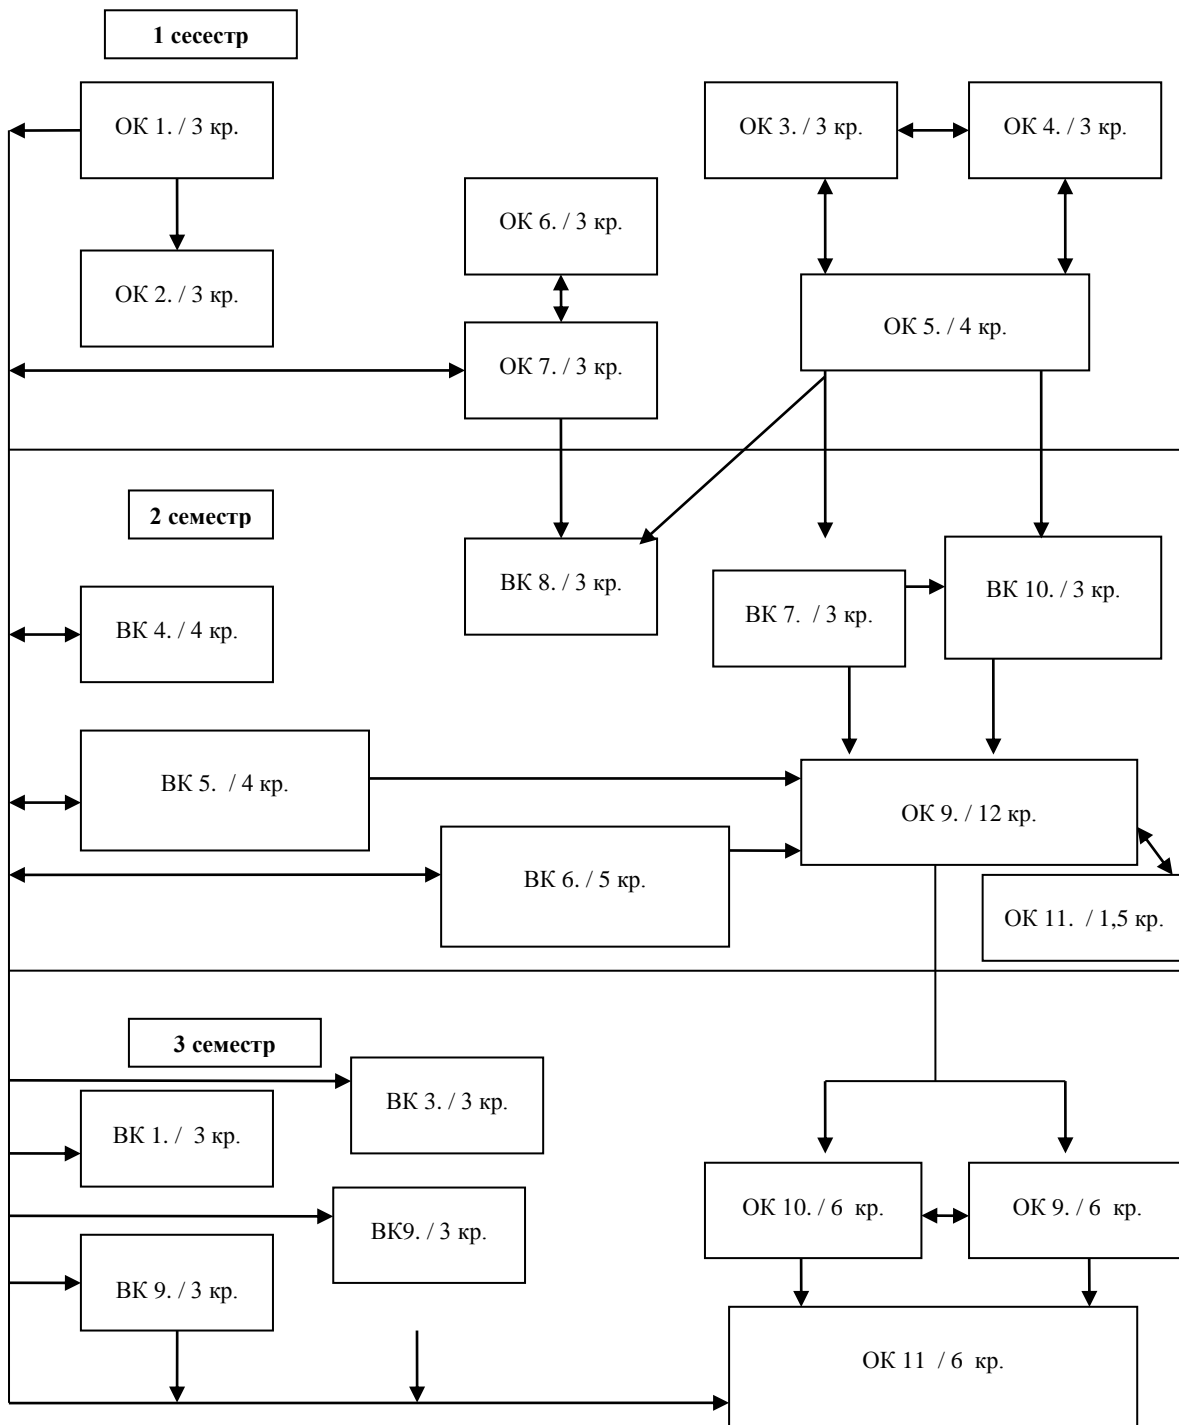 1 сесестр
ОК 1. / 3 кр.
ОК 3. / 3 кр.
ОК 4. / 3 кр.
ОК 6. / 3 кр.
ОК 2. / 3 кр.
ОК 5. / 4 кр.
ОК 7. / 3 кр.
2 семестр
ВК 8. / 3 кр.
ВК 10. / 3 кр.
ВК 7.  / 3 кр.
ВК 4. / 4 кр.
ВК 5.  / 4 кр.
ОК 9. / 12 кр.
ВК 6. / 5 кр.
ОК 11.  / 1,5 кр.
3 семестр
ВК 3. / 3 кр.
ВК 1. /  3 кр.
ОК 10. / 6  кр.
ОК 9. / 6  кр.
ВК9. / 3 кр.
ВК 9. / 3 кр.
ОК 11  / 6  кр.